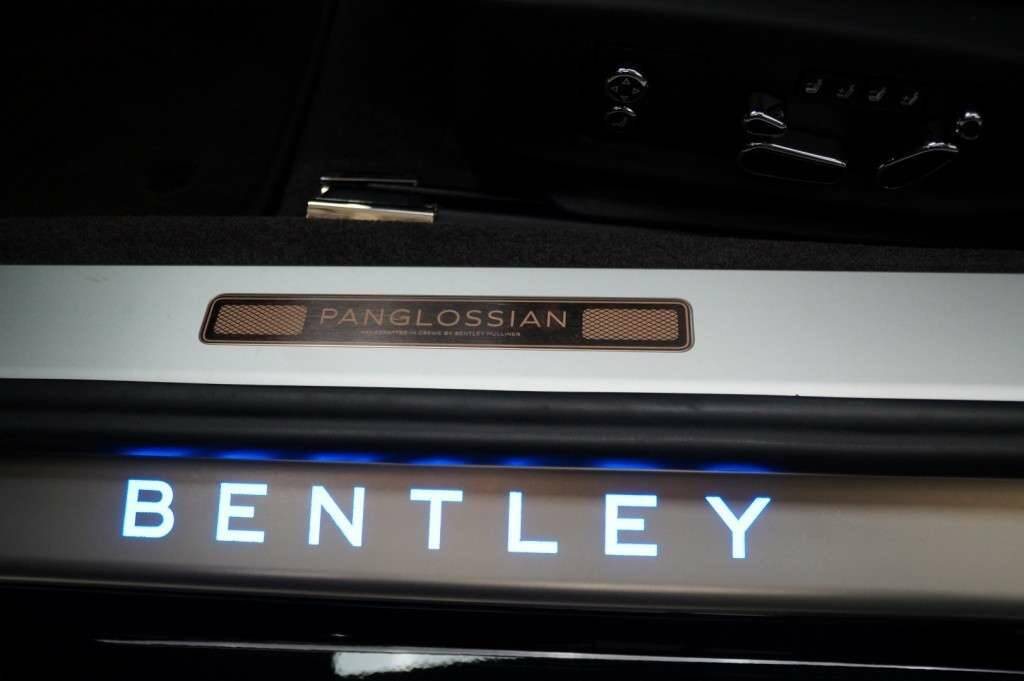 PANGLOSSIAN
HANDCRAFTED IN CREWE BY BENTLEY MULLINER
BENTLEY